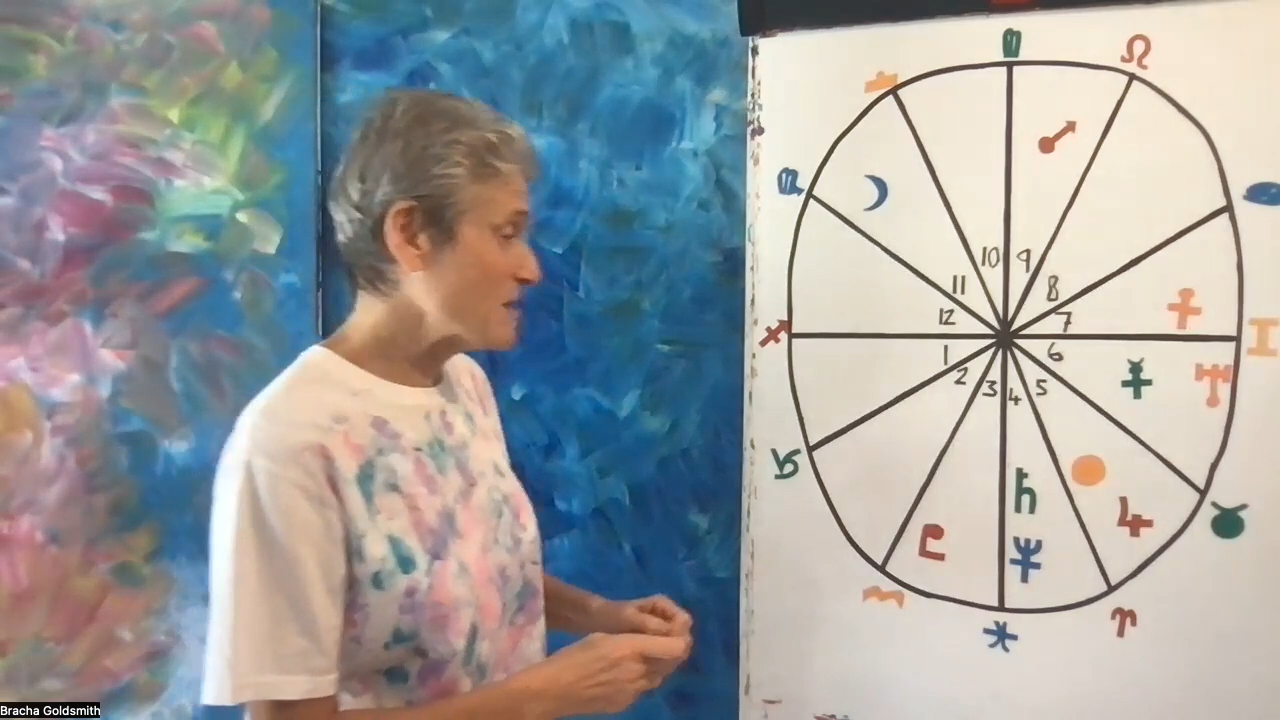 ♍ ♌
♎ ♂
♏ ☽ ♋
10 9
11 8
12 7 ♀
♐ ♊
1 6
2 3 4 5 ☿ ♅
♑ ♄ ☉
♇ ♆ ♃ ♉
♒ ♈
♓
Bracha Goldsmith